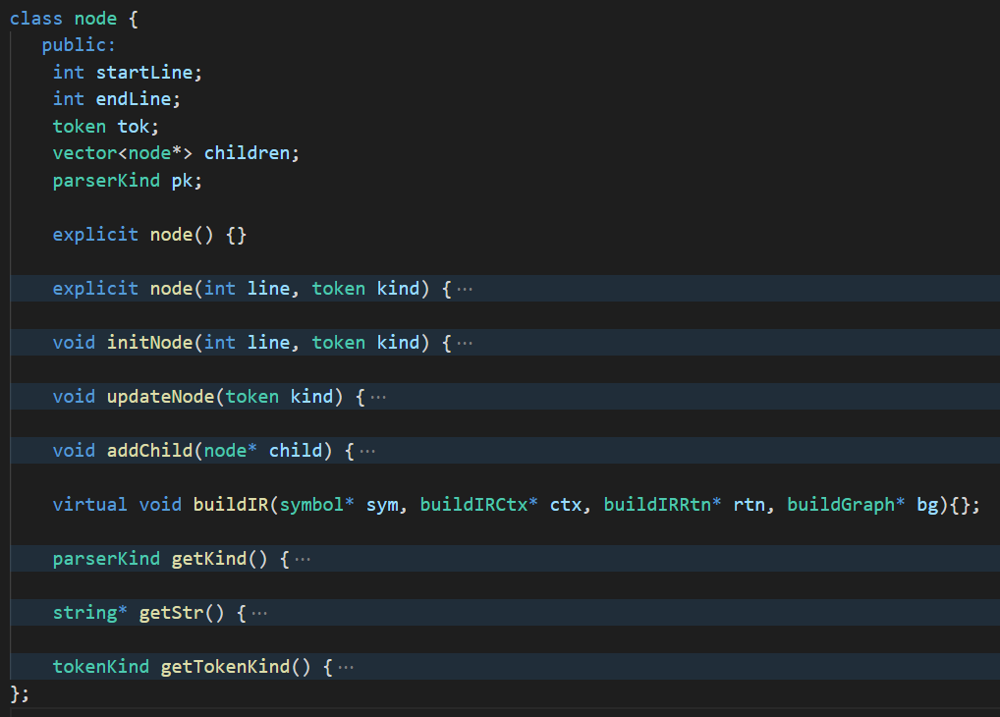 class node {
public:
int startLine;
int endLine;
token tok;
vector<node*> children;
parserKind pk;
explicit node() {}
explicit node(int line, token kind) {···
void initNode(int line, token kind) {···
void updateNode(token kind) {···
void addChild(node* child) {···
virtual void buildIR(symbol* sym, buildIRCtx* ctx, buildIRRtn* rtn, buildGraph* bg){};
parserKind getKind() {···
string* getStr() {···
tokenKind getTokenKind() {···
};